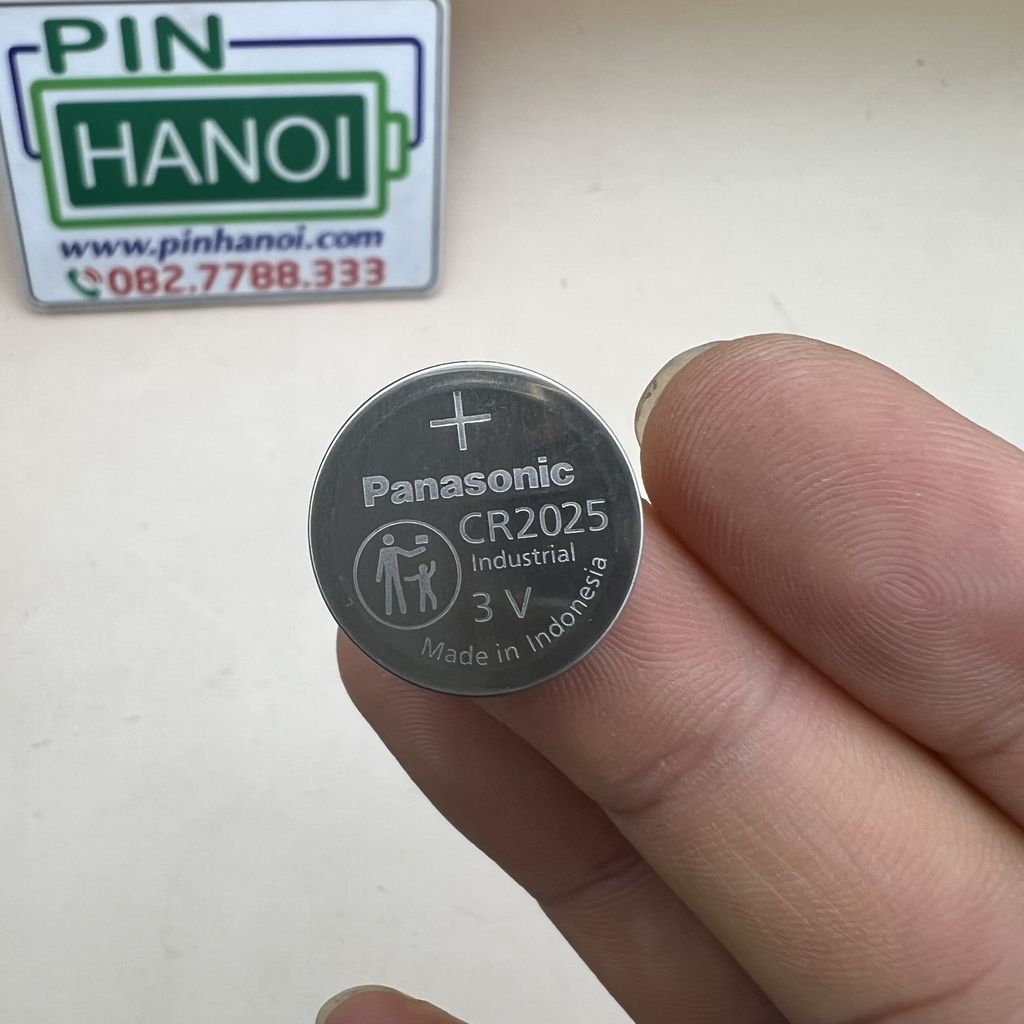 PIN
HANOI
www.pinhanoi.com
082.7788.333
+
Panasonic
CR2025
Industrial
3 V
Made in Indonesia